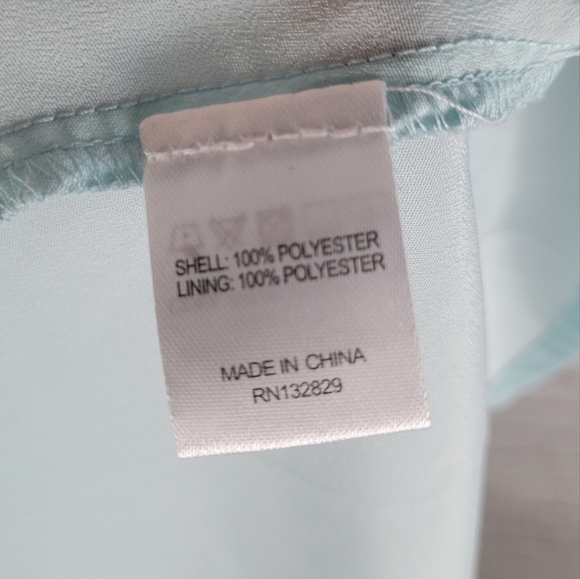 SHELL: 100% POLYESTER
LINING: 100% POLYESTER
MADE IN CHINA
RN132829